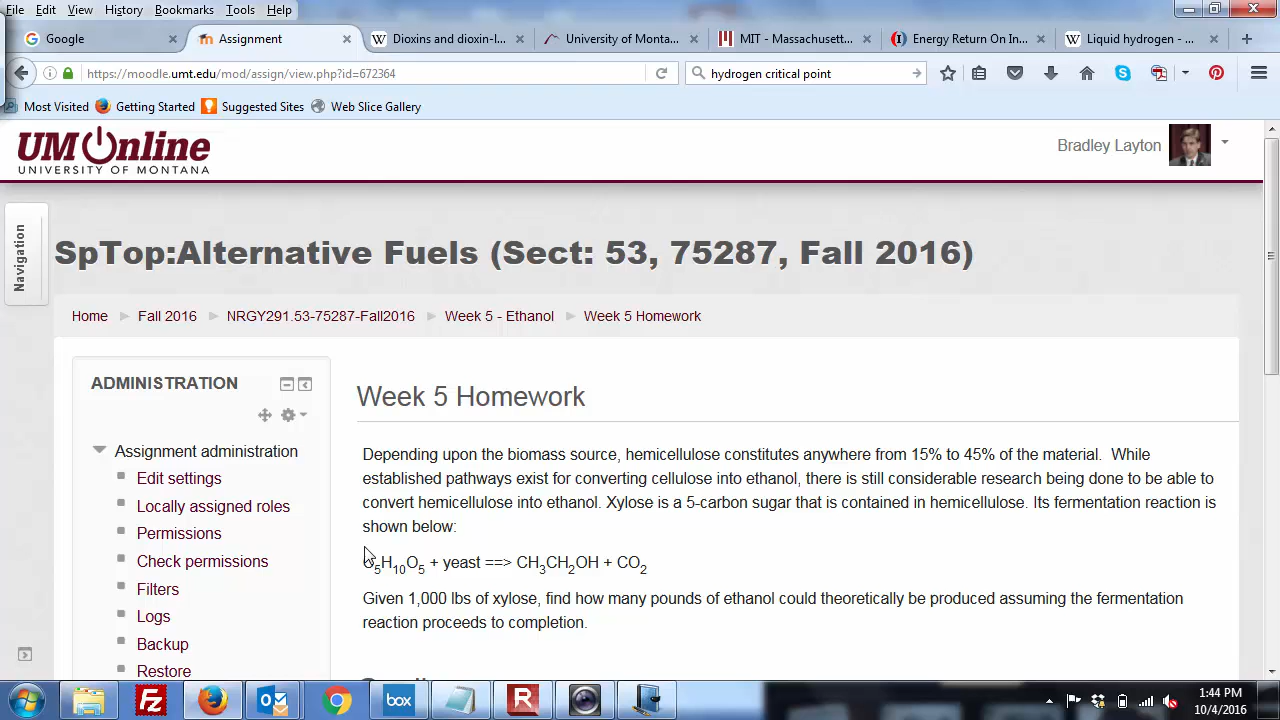 File Edit View History Bookmarks Tools Help
Google Assignment Dioxins and dioxin-l... University of Monta... MIT - Massachusett... Energy Return On In... Liquid hydrogen - ...
https://moodle.umt.edu/mod/assign/view.php?id=672364 hydrogen critical point
Most Visited Getting Started Suggested Sites Web Slice Gallery
UM Online
UNIVERSITY OF MONTANA
Bradley Layton
Navigation
SpTop:Alternative Fuels (Sect: 53, 75287, Fall 2016)
Home Fall 2016 NRGY291.53-75287-Fall2016 Week 5 - Ethanol Week 5 Homework
ADMINISTRATION
Assignment administration
Edit settings
Locally assigned roles
Permissions
Check permissions
Filters
Logs
Backup
Restore
Week 5 Homework
Depending upon the biomass source, hemicellulose constitutes anywhere from 15% to 45% of the material. While
established pathways exist for converting cellulose into ethanol, there is still considerable research being done to be able to
convert hemicellulose into ethanol. Xylose is a 5-carbon sugar that is contained in hemicellulose. Its fermentation reaction is
shown below:
C5H10O5 + yeast ==> CH3CH2OH + CO2
Given 1,000 lbs of xylose, find how many pounds of ethanol could theoretically be produced assuming the fermentation
reaction proceeds to completion.
box
1:44 PM
10/4/2016